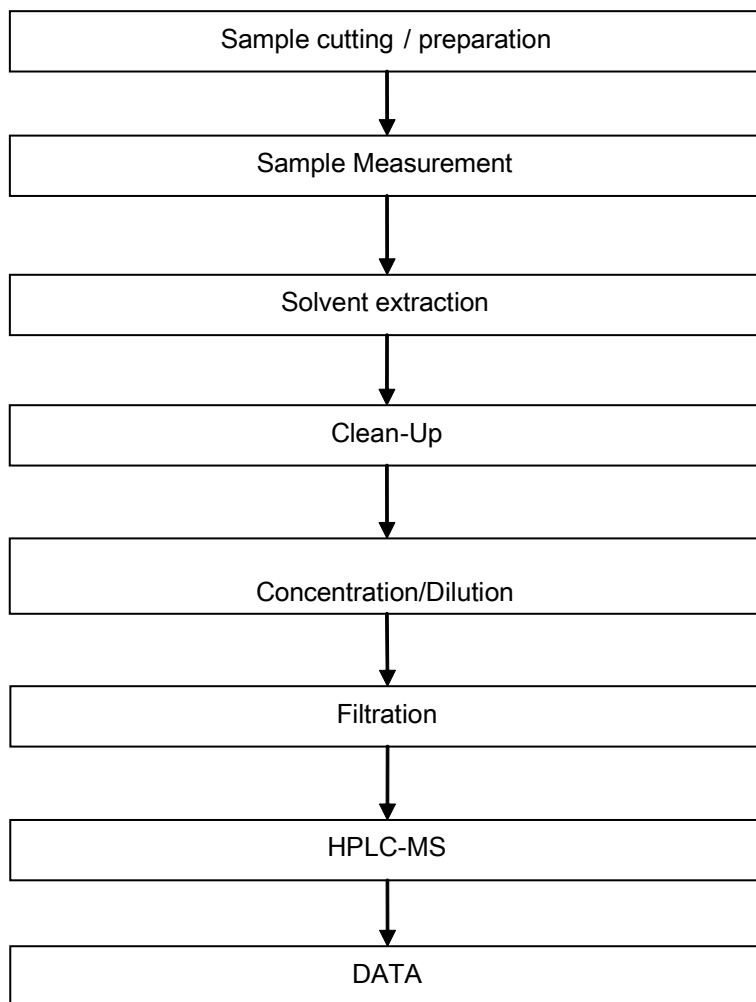 Sample cutting / preparation
Sample Measurement
Solvent extraction
Clean-Up
Concentration/Dilution
Filtration
HPLC-MS
DATA